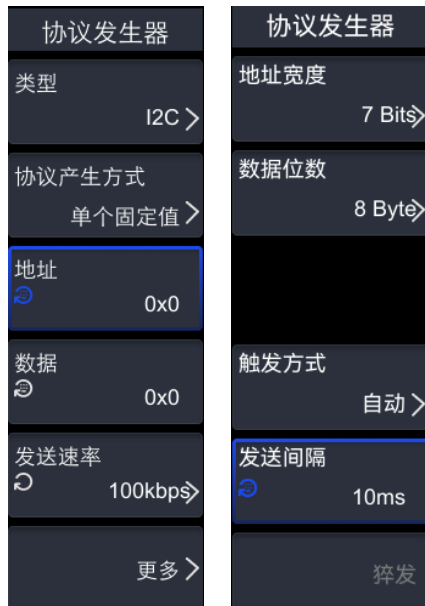 协议发生器
类型
I2C
协议产生方式
单个固定值
地址
0x0
数据
0x0
发送速率
100kbps
更多
协议发生器
地址宽度
7 Bits
数据位数
8 Byte
触发方式
自动
发送间隔
10ms
猝发